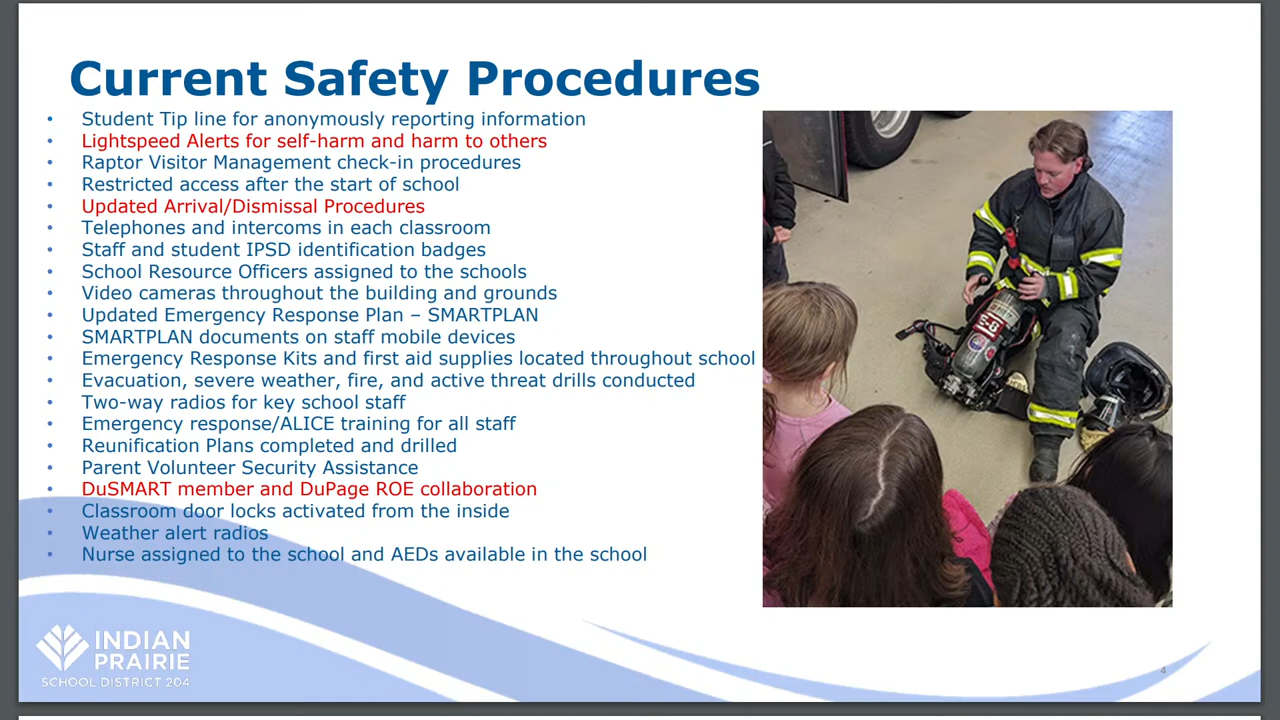 Current Safety Procedures
• Student Tip line for anonymously reporting information
• Lightspeed Alerts for self-harm and harm to others
• Raptor Visitor Management check-in procedures
• Restricted access after the start of school
• Updated Arrival/Dismissal Procedures
• Telephones and intercoms in each classroom
• Staff and student IPSD identification badges
• School Resource Officers assigned to the schools
• Video cameras throughout the building and grounds
• Updated Emergency Response Plan – SMARTPLAN
• SMARTPLAN documents on staff mobile devices
• Emergency Response Kits and first aid supplies located throughout school
• Evacuation, severe weather, fire, and active threat drills conducted
• Two-way radios for key school staff
• Emergency response/ALICE training for all staff
• Reunification Plans completed and drilled
• Parent Volunteer Security Assistance
• DuSMART member and DuPage ROE collaboration
• Classroom door locks activated from the inside
• Weather alert radios
• Nurse assigned to the school and AEDs available in the school
E-8
INDIAN
PRAIRIE
SCHOOL DISTRICT 204
4